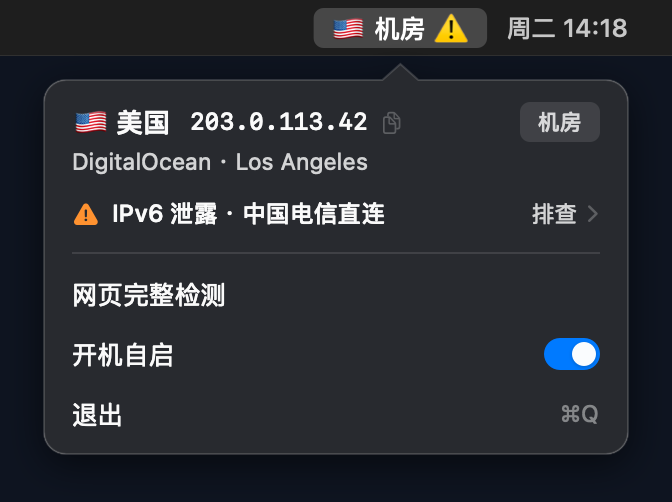 机房 周二 14:18
美国 203.0.113.42 机房
DigitalOcean · Los Angeles
IPv6 泄露 · 中国电信直连 排查
网页完整检测
开机自启
退出 ⌘Q